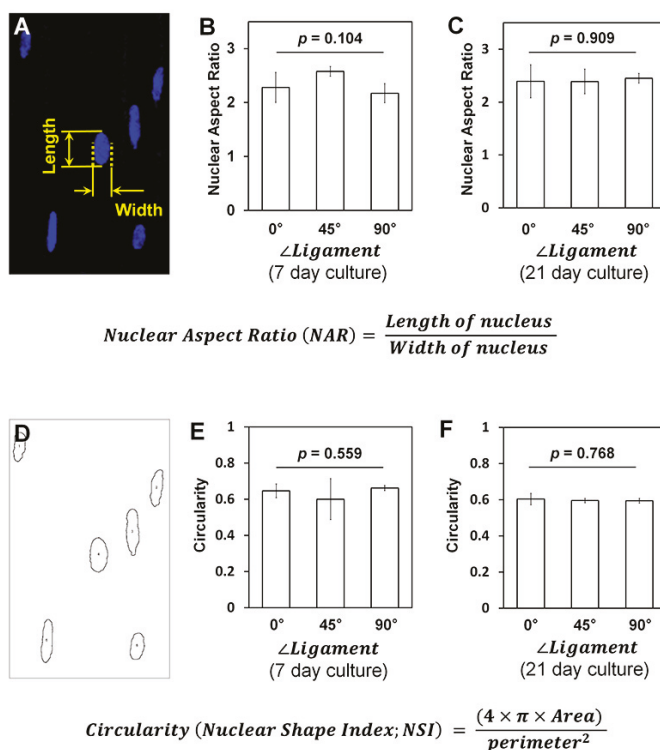 A
Length
Width
B
Nuclear Aspect Ratio
3
2
1
0
p = 0.104
0° 45° 90°
∠Ligament
(7 day culture)
C
Nuclear Aspect Ratio
3
2
1
0
p = 0.909
0° 45° 90°
∠Ligament
(21 day culture)
Nuclear Aspect Ratio (NAR) = Length of nucleus / Width of nucleus
D
E
Circularity
1
0.8
0.6
0.4
0.2
0
p = 0.559
0° 45° 90°
∠Ligament
(7 day culture)
F
Circularity
1
0.8
0.6
0.4
0.2
0
p = 0.768
0° 45° 90°
∠Ligament
(21 day culture)
Circularity (Nuclear Shape Index; NSI) = (4 × π × Area) / perimeter²